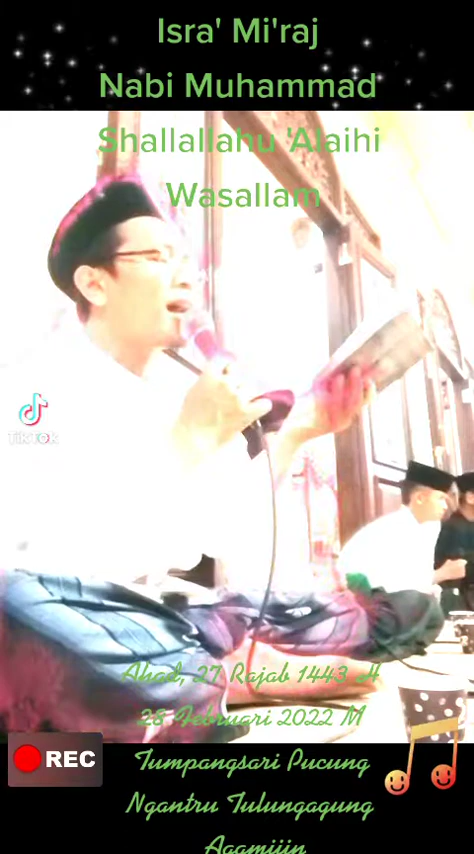 Isra' Mi'raj
Nabi Muhammad
Shallallahu 'Alaihi
Wasallam
TikTok
Ahad, 27 Rajab 1443 H
28 Februari 2022 M
REC
Tumpangsari Pucung
Ngantru Tulungagung
Aaamiiin